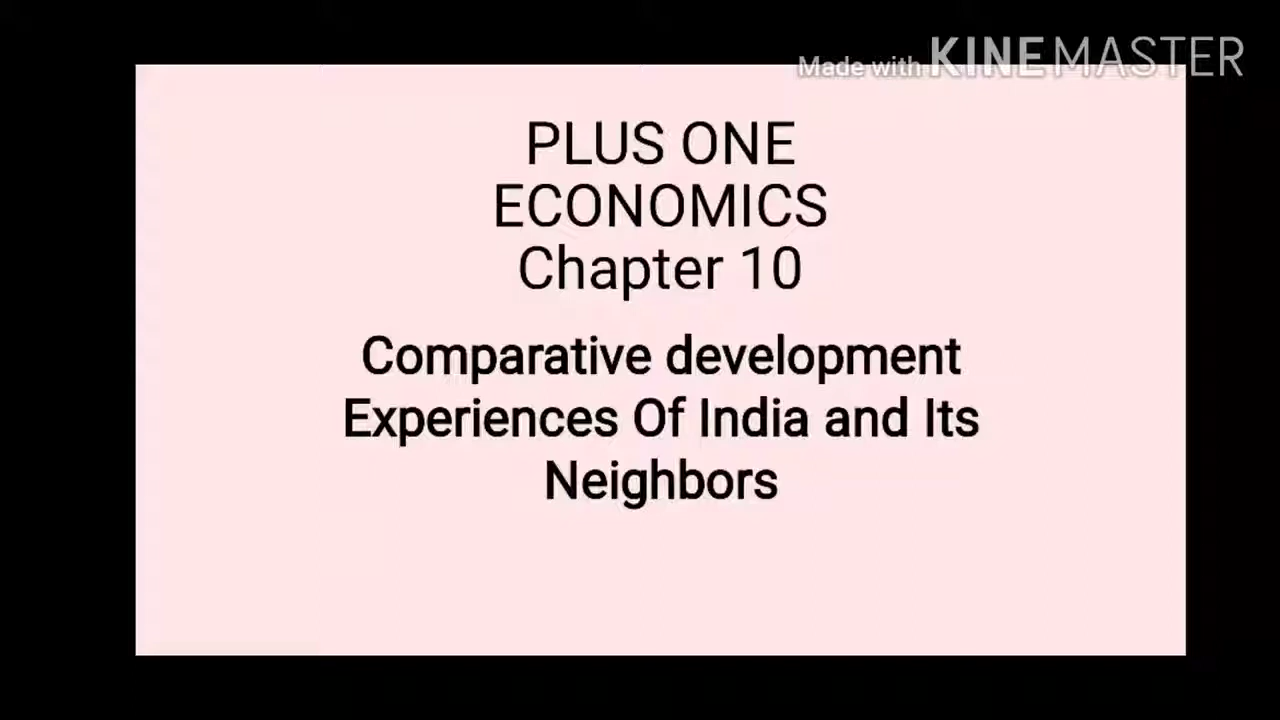 Made with KINEMASTER
PLUS ONE
ECONOMICS
Chapter 10
Comparative development
Experiences Of India and Its
Neighbors